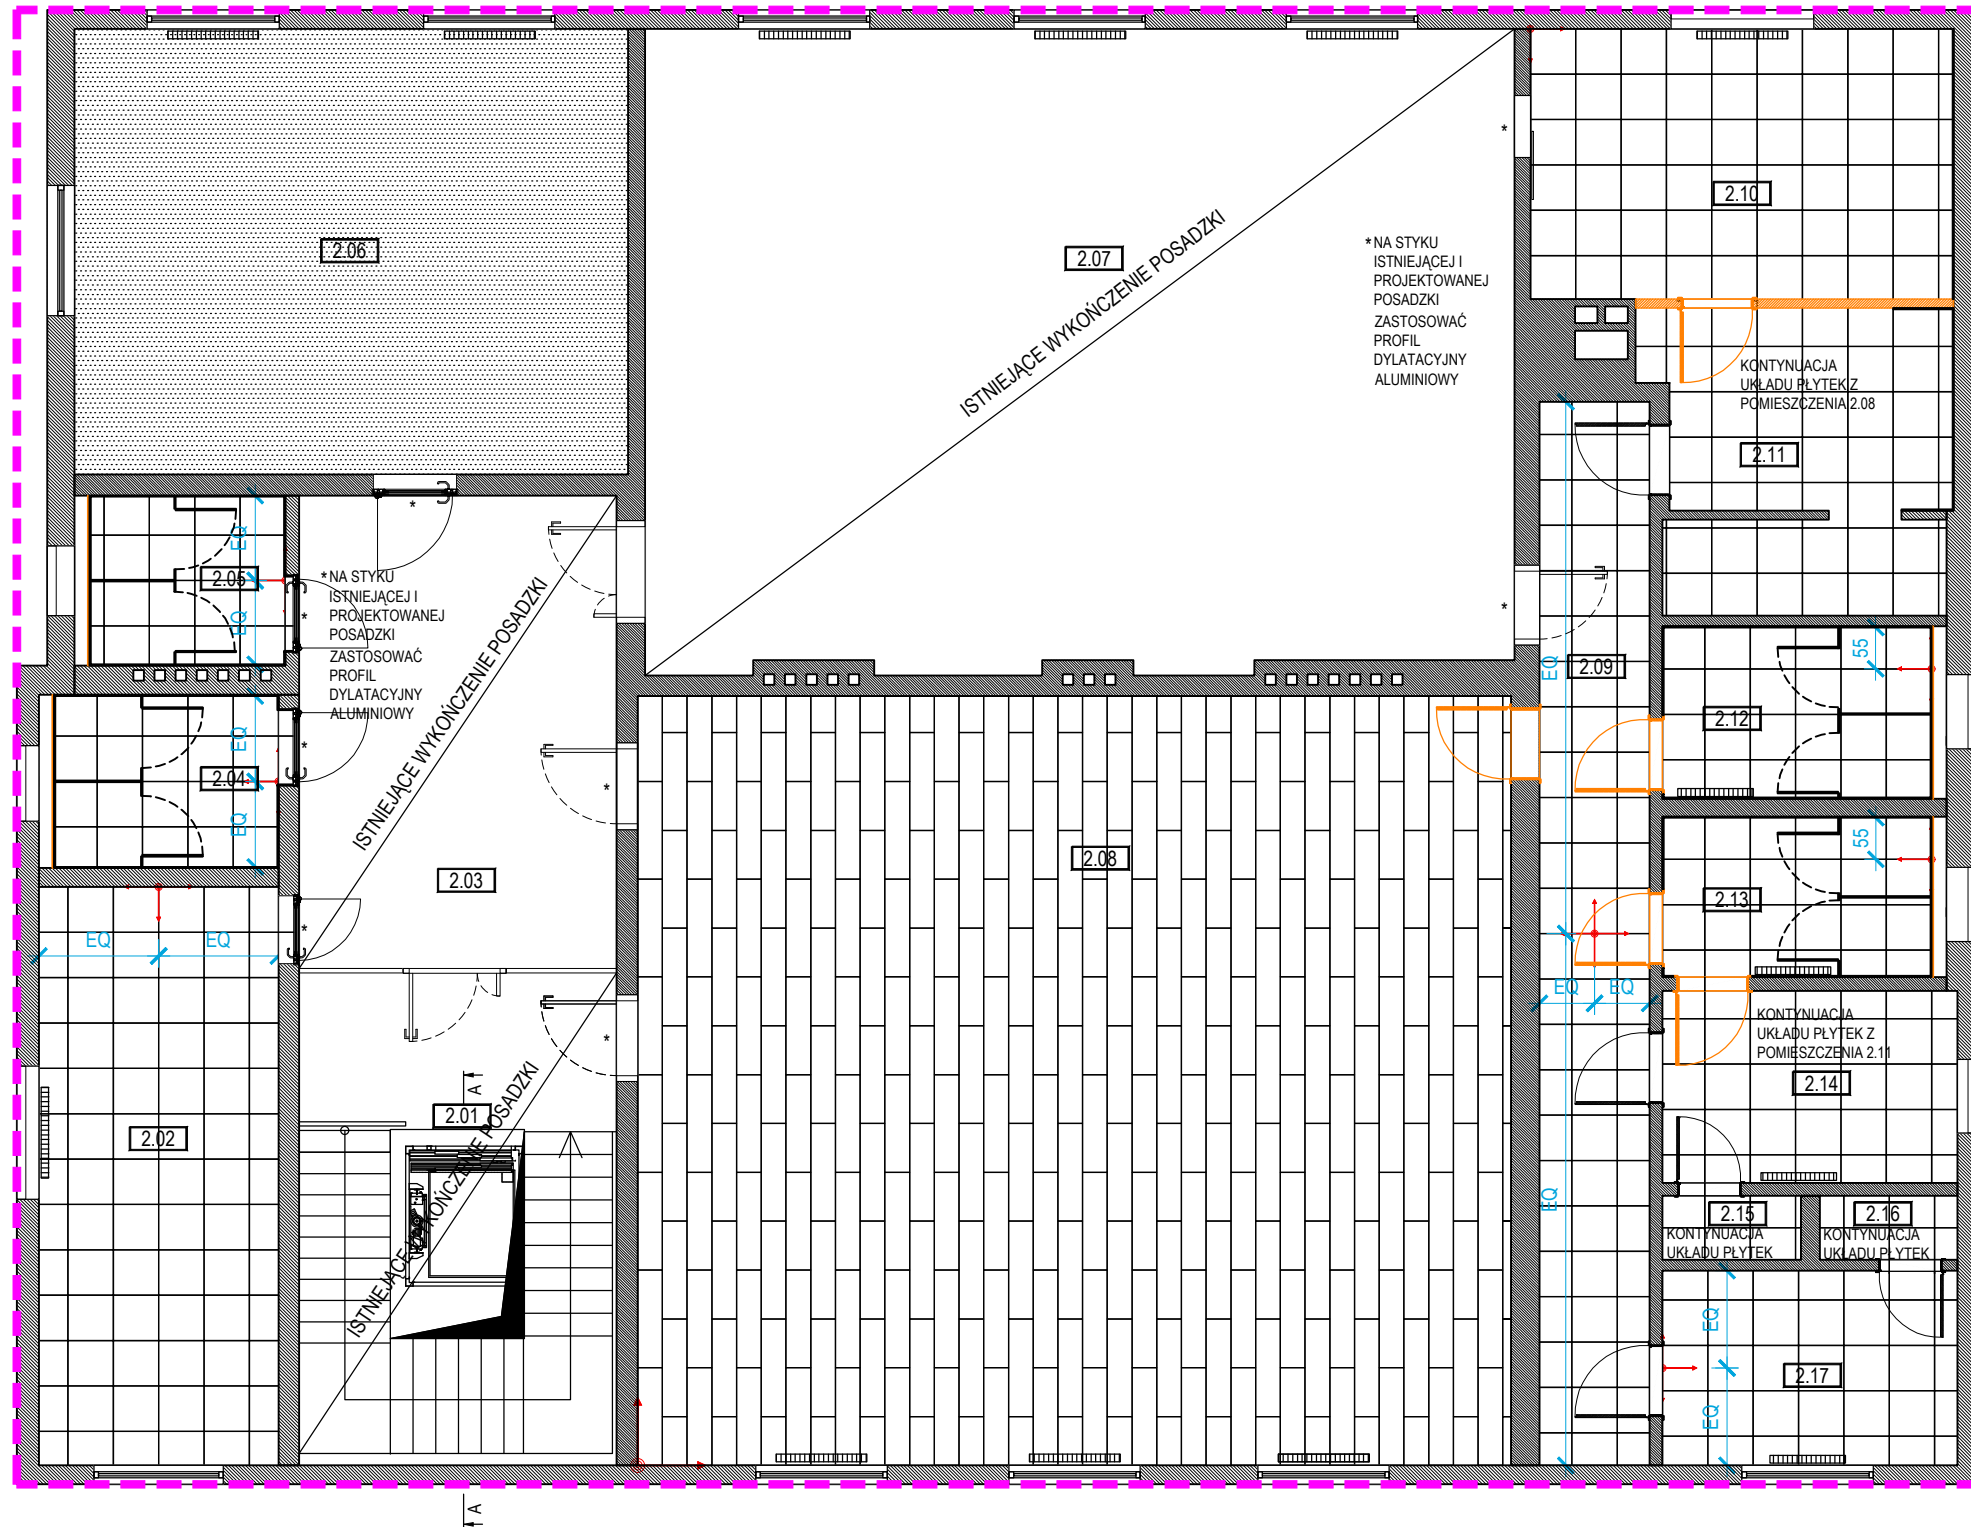 2.06
2.07
ISTNIEJĄCE WYKOŃCZENIE POSADZKI
* NA STYKU
ISTNIEJĄCEJ I
PROJEKTOWANEJ
POSADZKI
ZASTOSOWAĆ
PROFIL
DYLATACYJNY
ALUMINIOWY
*
*
2.10
KONTYNUACJA
UKŁADU PŁYTEK Z
POMIESZCZENIA 2.08
2.11
EQ
2.05
EQ
*
*
* NA STYKU
ISTNIEJĄCEJ I
PROJEKTOWANEJ
POSADZKI
ZASTOSOWAĆ
PROFIL
DYLATACYJNY
ALUMINIOWY
ISTNIEJĄCE WYKOŃCZENIE POSADZKI
EQ
2.04
EQ
*
*
2.03
*
2.08
EQ
2.09
55
2.12
55
2.13
EQ EQ
EQ EQ
*
KONTYNUACJA
UKŁADU PŁYTEK Z
POMIESZCZENIA 2.11
2.14
A
2.01
ISTNIEJĄCE WYKOŃCZENIE POSADZKI
2.02
EQ
2.15
KONTYNUACJA
UKŁADU PŁYTEK
2.16
KONTYNUACJA
UKŁADU PŁYTEK
EQ
2.17
EQ
A